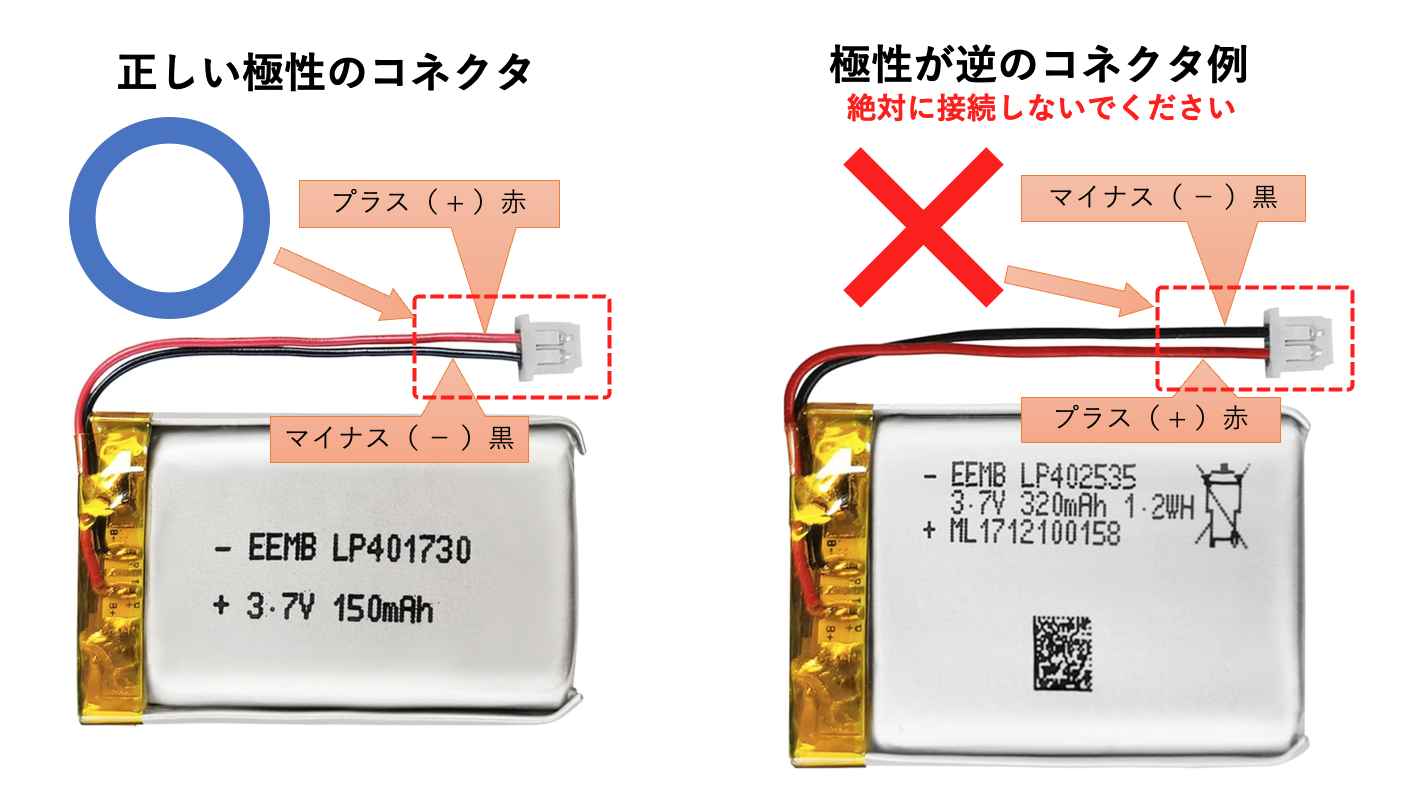 正しい極性のコネクタ
プラス（＋）赤
マイナス（－）黒
- EEMB LP401730
+ 3.7V 150mAh
極性が逆のコネクタ例
絶対に接続しないでください
マイナス（－）黒
プラス（＋）赤
- EEMB LP402535
3.7V 320mAh 1.2WH
+ ML1712100158